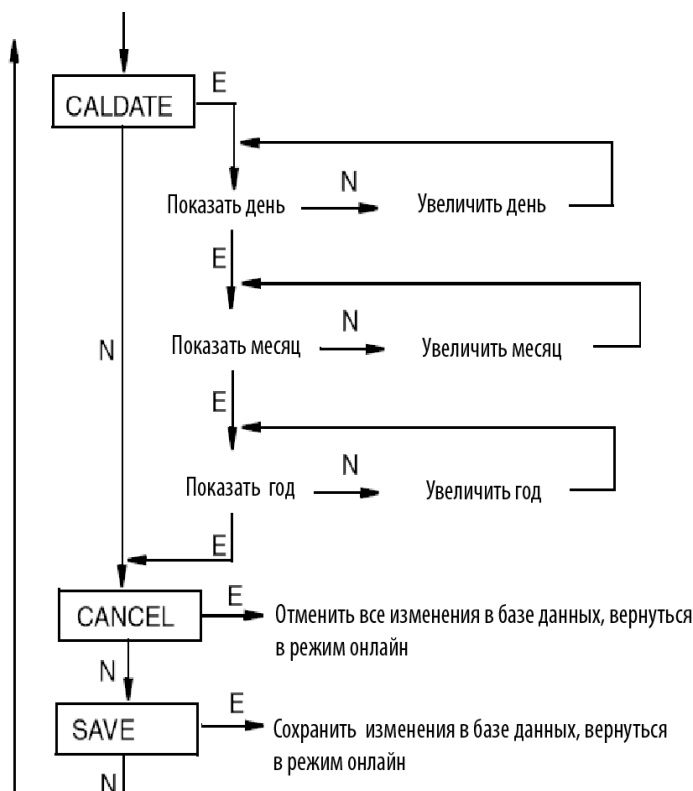 E
CALDATE
N
Показать день
Увеличить день
E
N
N
Показать месяц
Увеличить месяц
E
N
Показать год
Увеличить год
E
E
CANCEL
Отменить все изменения в базе данных, вернуться
в режим онлайн
N
E
SAVE
Сохранить изменения в базе данных, вернуться
в режим онлайн
N